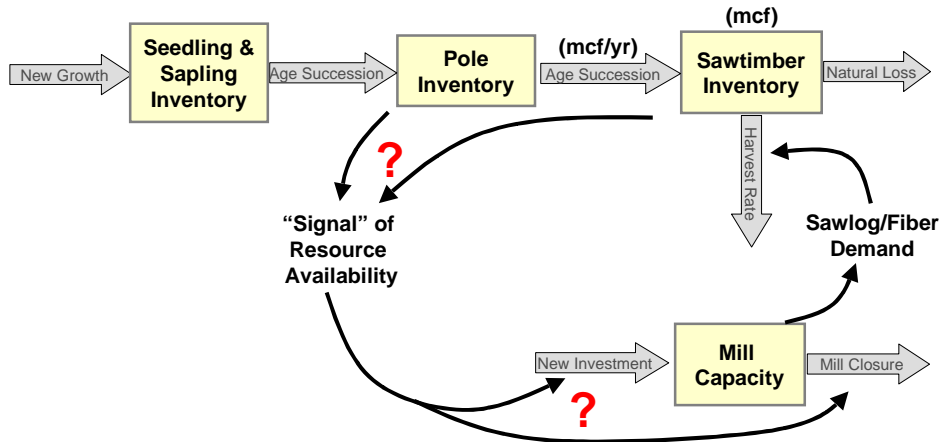 (mcf)
New Growth
Seedling &
Sapling
Inventory
Age Succession
Pole
Inventory
(mcf/yr)
Age Succession
Sawtimber
Inventory
Natural Loss
?
Harvest Rate
“Signal” of
Resource
Availability
Sawlog/Fiber
Demand
New Investment
Mill
Capacity
Mill Closure
?